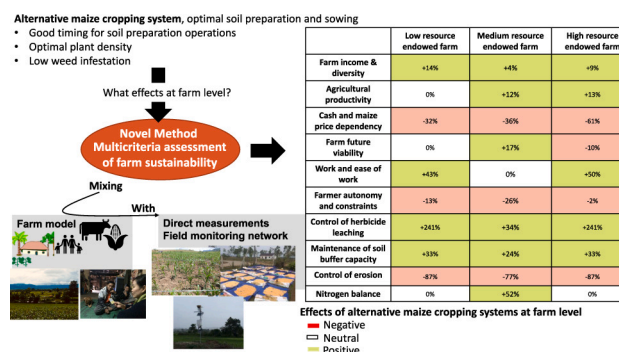 Alternative maize cropping system, optimal soil preparation and sowing
• Good timing for soil preparation operations
• Optimal plant density
• Low weed infestation
What effects at farm level?
Novel Method
Multicriteria assessment
of farm sustainability
Mixing
With
Farm model
Direct measurements
Field monitoring network
Low resource endowed farm Medium resource endowed farm High resource endowed farm
Farm income & diversity +14% +4% +9%
Agricultural productivity 0% +12% +13%
Cash and maize price dependency -32% -36% -61%
Farm future viability 0% +17% -10%
Work and ease of work +43% 0% +50%
Farmer autonomy and constraints -13% -26% -2%
Control of herbicide leaching +241% +34% +241%
Maintenance of soil buffer capacity +33% +24% +33%
Control of erosion -87% -77% -87%
Nitrogen balance 0% +52% 0%
Effects of alternative maize cropping systems at farm level
Negative
Neutral
Positive